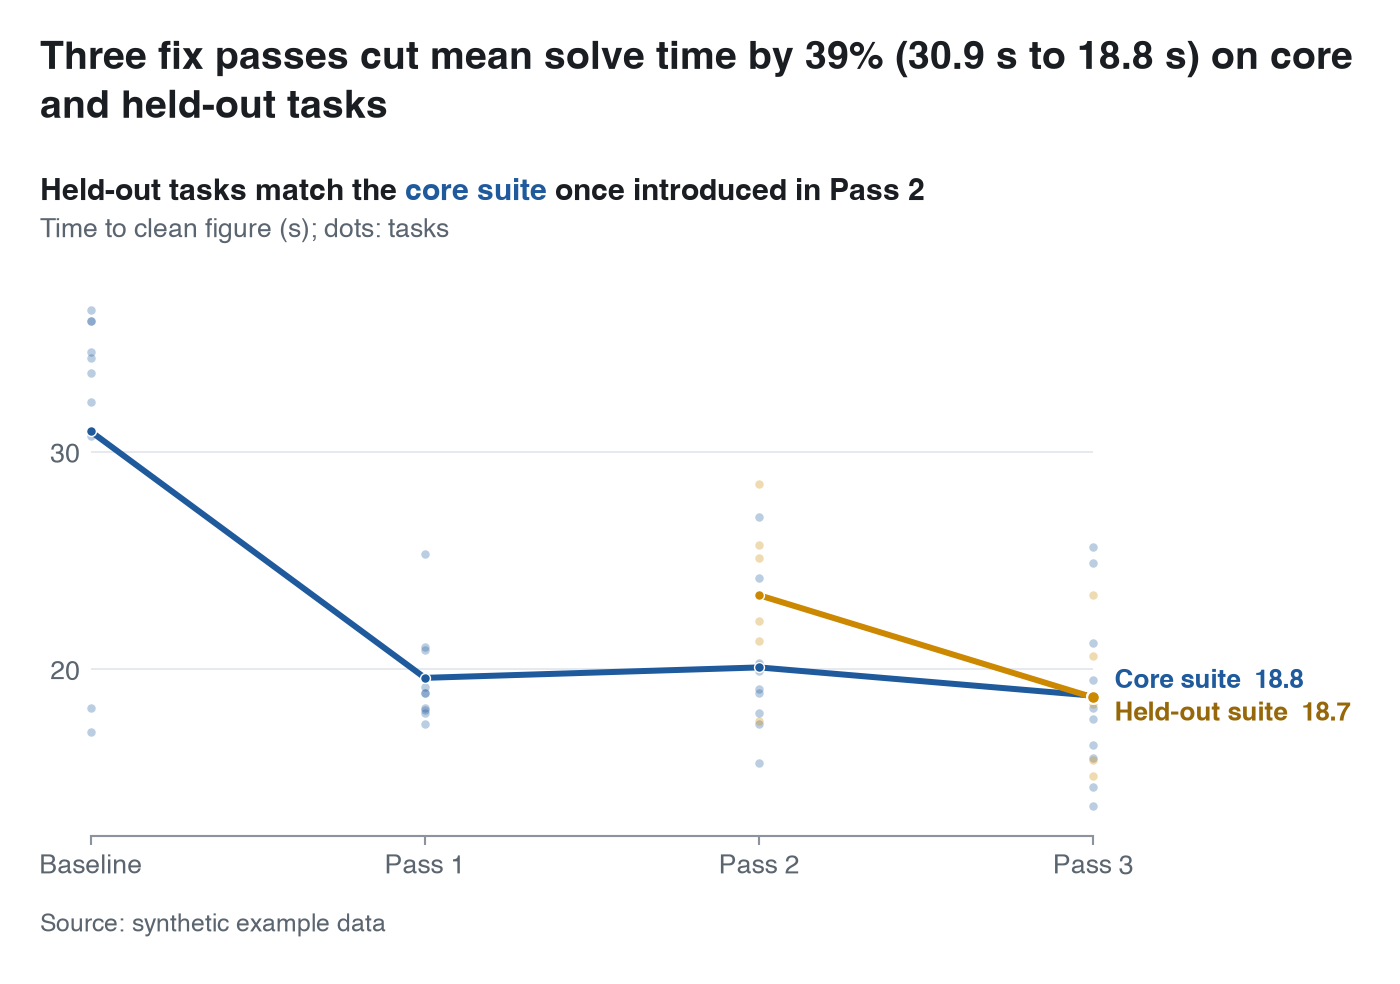 Three fix passes cut mean solve time by 39% (30.9 s to 18.8 s) on core
and held-out tasks
Held-out tasks match the core suite once introduced in Pass 2
Time to clean figure (s); dots: tasks
30
20
Core suite 18.8
Held-out suite 18.7
Baseline
Pass 1
Pass 2
Pass 3
Source: synthetic example data